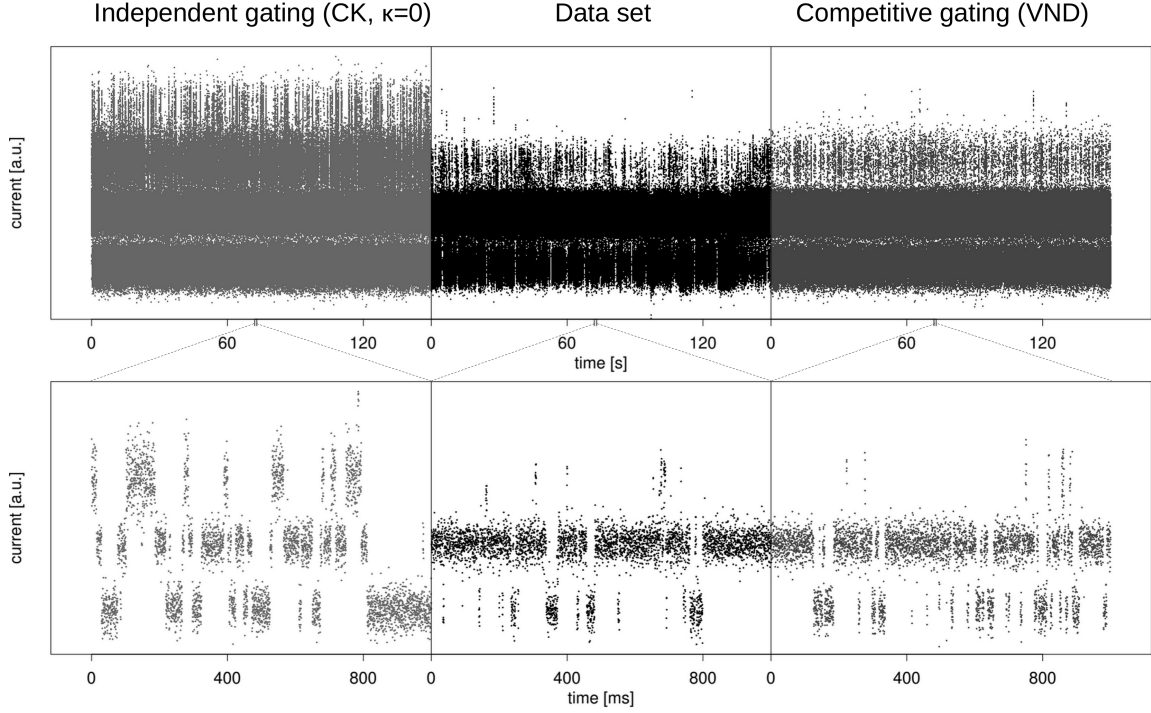 Independent gating (CK, κ=0) Data set Competitive gating (VND)
current [a.u.]
0 60 120 0 60 120 0 60 120
time [s]
current [a.u.]
0 400 800 0 400 800 0 400 800
time [ms]